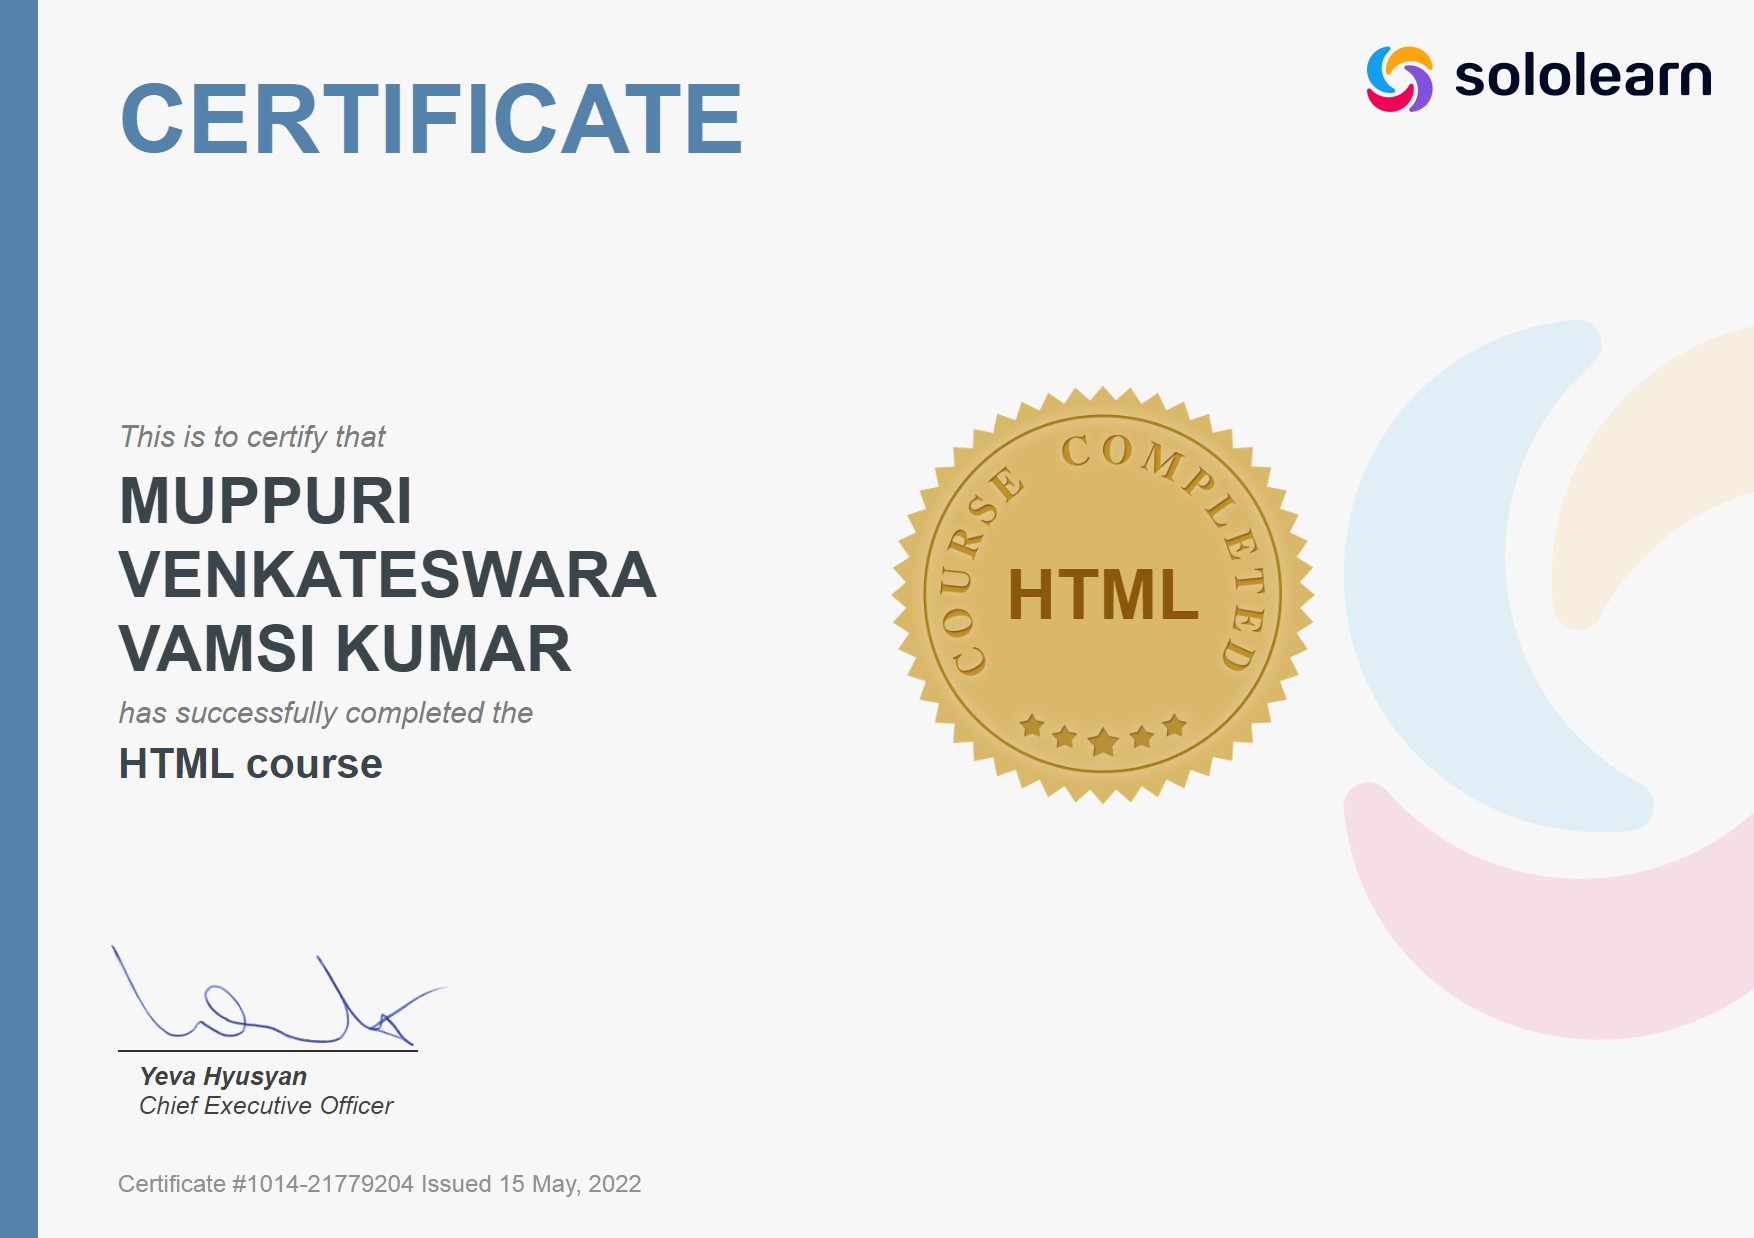 CERTIFICATE
sololearn
This is to certify that
MUPPURI
VENKATESWARA
VAMSI KUMAR
has successfully completed the
HTML course
COURSE COMPLETED
HTML
Yeva Hyusyan
Chief Executive Officer
Certificate #1014-21779204 Issued 15 May, 2022